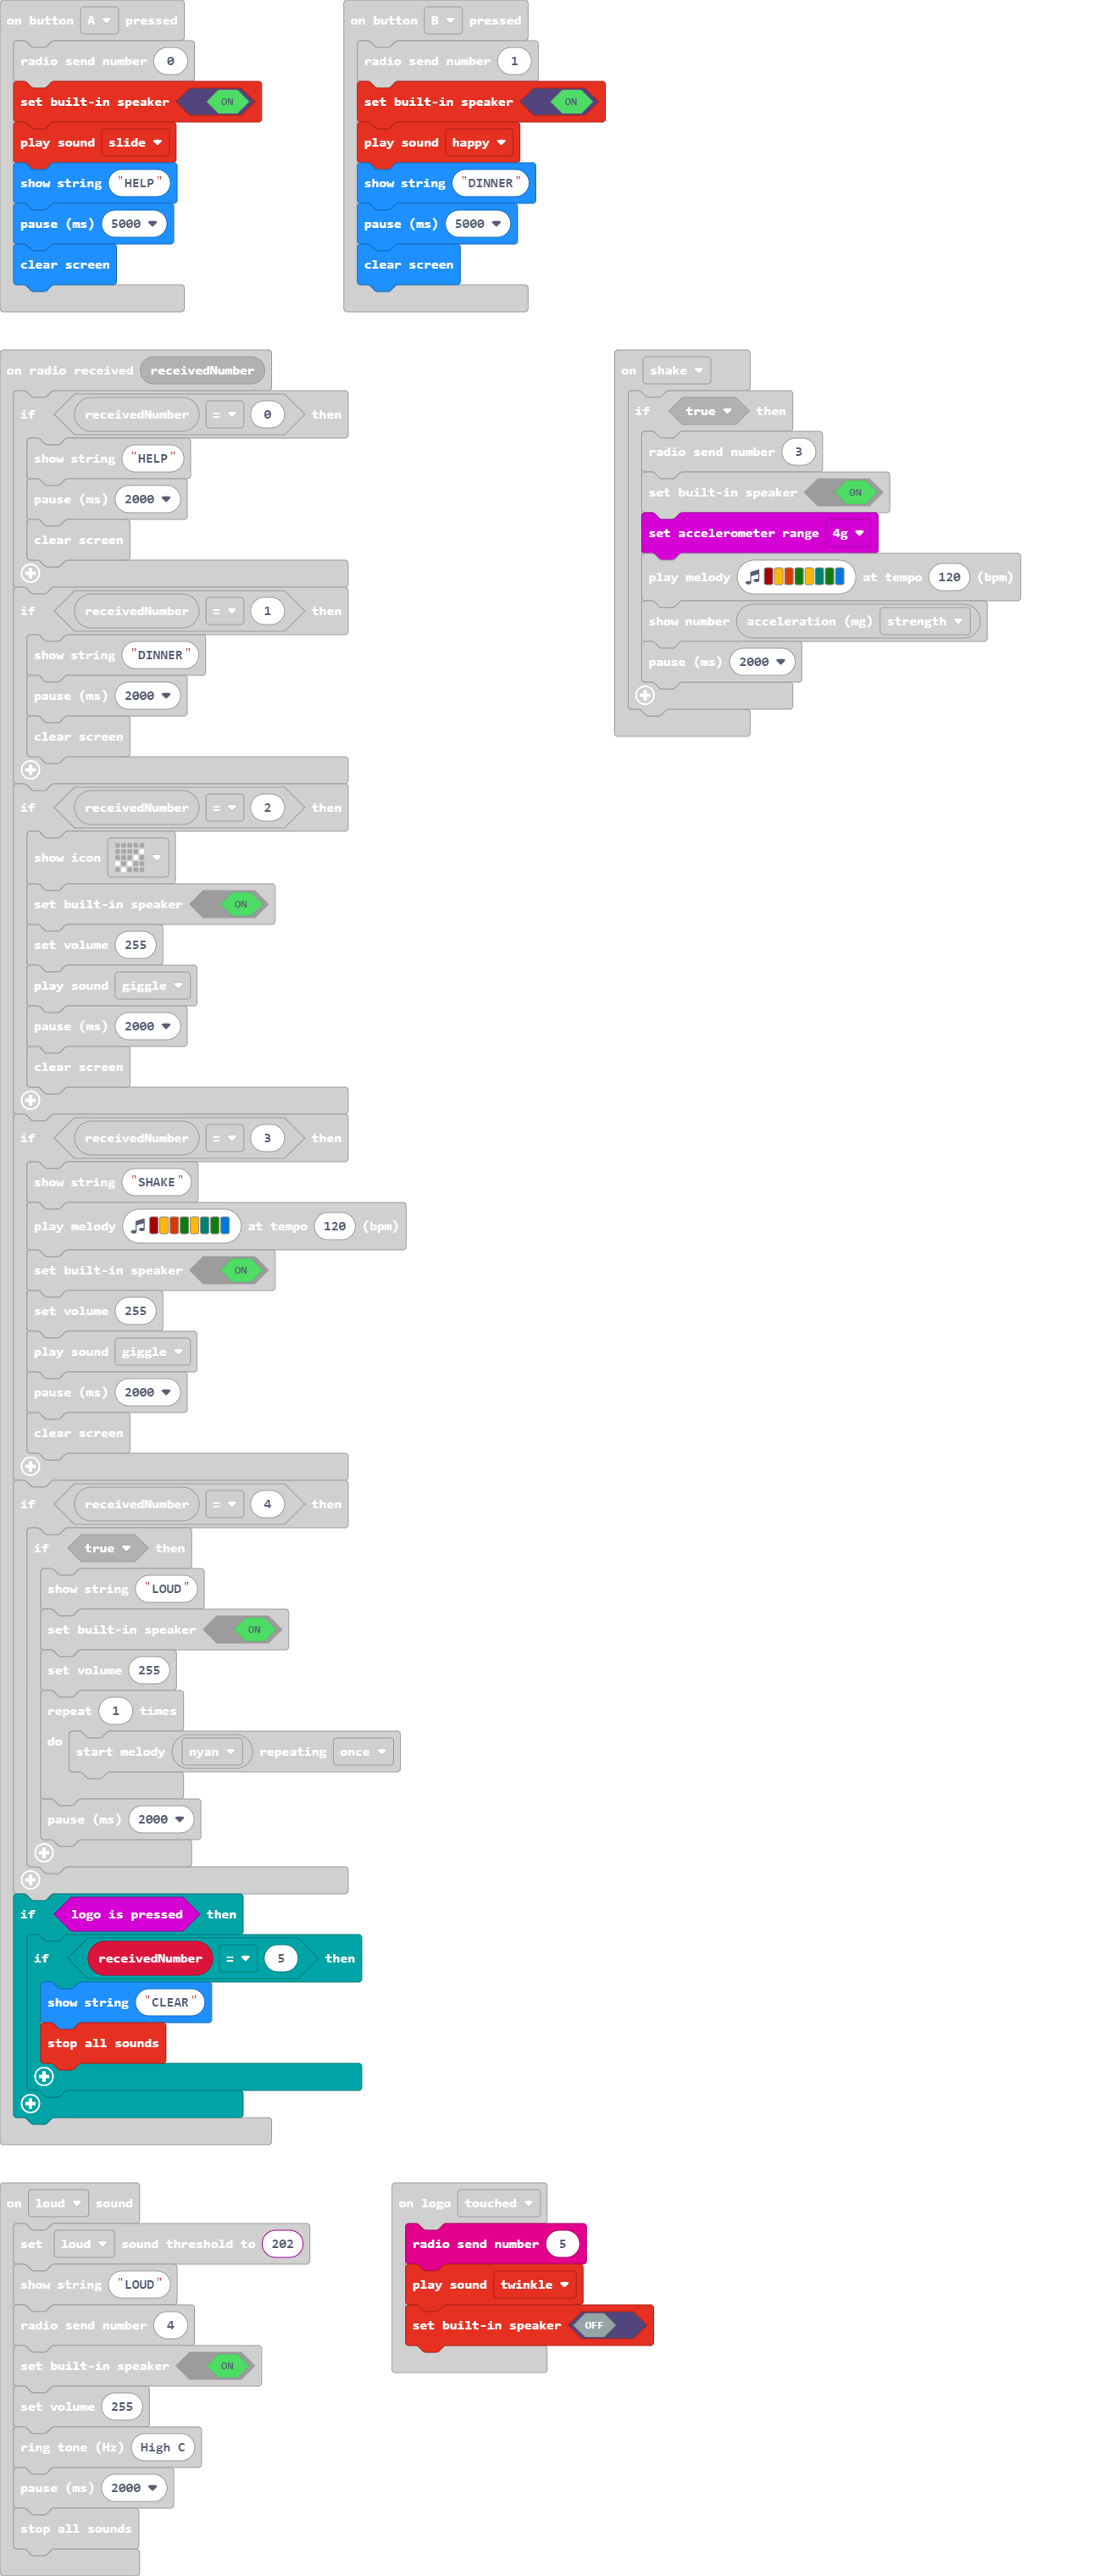 on button A pressed
radio send number 0
set built-in speaker ON
play sound slide
show string "HELP"
pause (ms) 5000
clear screen
on button B pressed
radio send number 1
set built-in speaker ON
play sound happy
show string "DINNER"
pause (ms) 5000
clear screen
on radio received receivedNumber
if receivedNumber = 0 then
show string "HELP"
pause (ms) 2000
clear screen
if receivedNumber = 1 then
show string "DINNER"
pause (ms) 2000
clear screen
if receivedNumber = 2 then
show icon
set built-in speaker ON
set volume 255
play sound giggle
pause (ms) 2000
clear screen
if receivedNumber = 3 then
show string "SHAKE"
play melody at tempo 120 (bpm)
set built-in speaker ON
set volume 255
play sound giggle
pause (ms) 2000
clear screen
if receivedNumber = 4 then
if true then
show string "LOUD"
set built-in speaker ON
set volume 255
repeat 1 times
do start melody nyan repeating once
pause (ms) 2000
if logo is pressed then
if receivedNumber = 5 then
show string "CLEAR"
stop all sounds
on shake
if true then
radio send number 3
set built-in speaker ON
set accelerometer range 4g
play melody at tempo 120 (bpm)
show number acceleration (mg) strength
pause (ms) 2000
on loud sound
set loud sound threshold to 202
show string "LOUD"
radio send number 4
set built-in speaker ON
set volume 255
ring tone (Hz) High C
pause (ms) 2000
stop all sounds
on logo touched
radio send number 5
play sound twinkle
set built-in speaker OFF